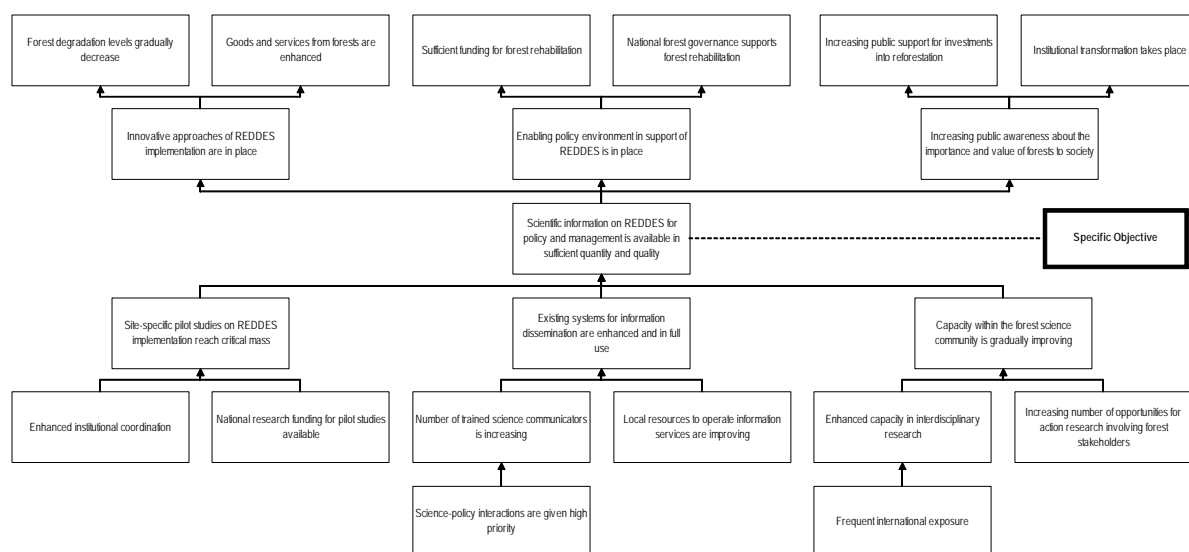 Forest degradation levels gradually
decrease
Goods and services from forests are
enhanced
Sufficient funding for forest rehabilitation
National forest governance supports
forest rehabilitation
Increasing public support for investments
into reforestation
Institutional transformation takes place
Innovative approaches of REDDES
implementation are in place
Enabling policy environment in support of
REDDES is in place
Increasing public awareness about the
importance and value of forests to society
Scientific information on REDDES for
policy and management is available in
sufficient quantity and quality
Specific Objective
Site-specific pilot studies on REDDES
implementation reach critical mass
Existing systems for information
dissemination are enhanced and in full
use
Capacity within the forest science
community is gradually improving
Enhanced institutional coordination
National research funding for pilot studies
available
Number of trained science communicators
is increasing
Local resources to operate information
services are improving
Enhanced capacity in interdisciplinary
research
Increasing number of opportunities for
action research involving forest
stakeholders
Science-policy interactions are given high
priority
Frequent international exposure